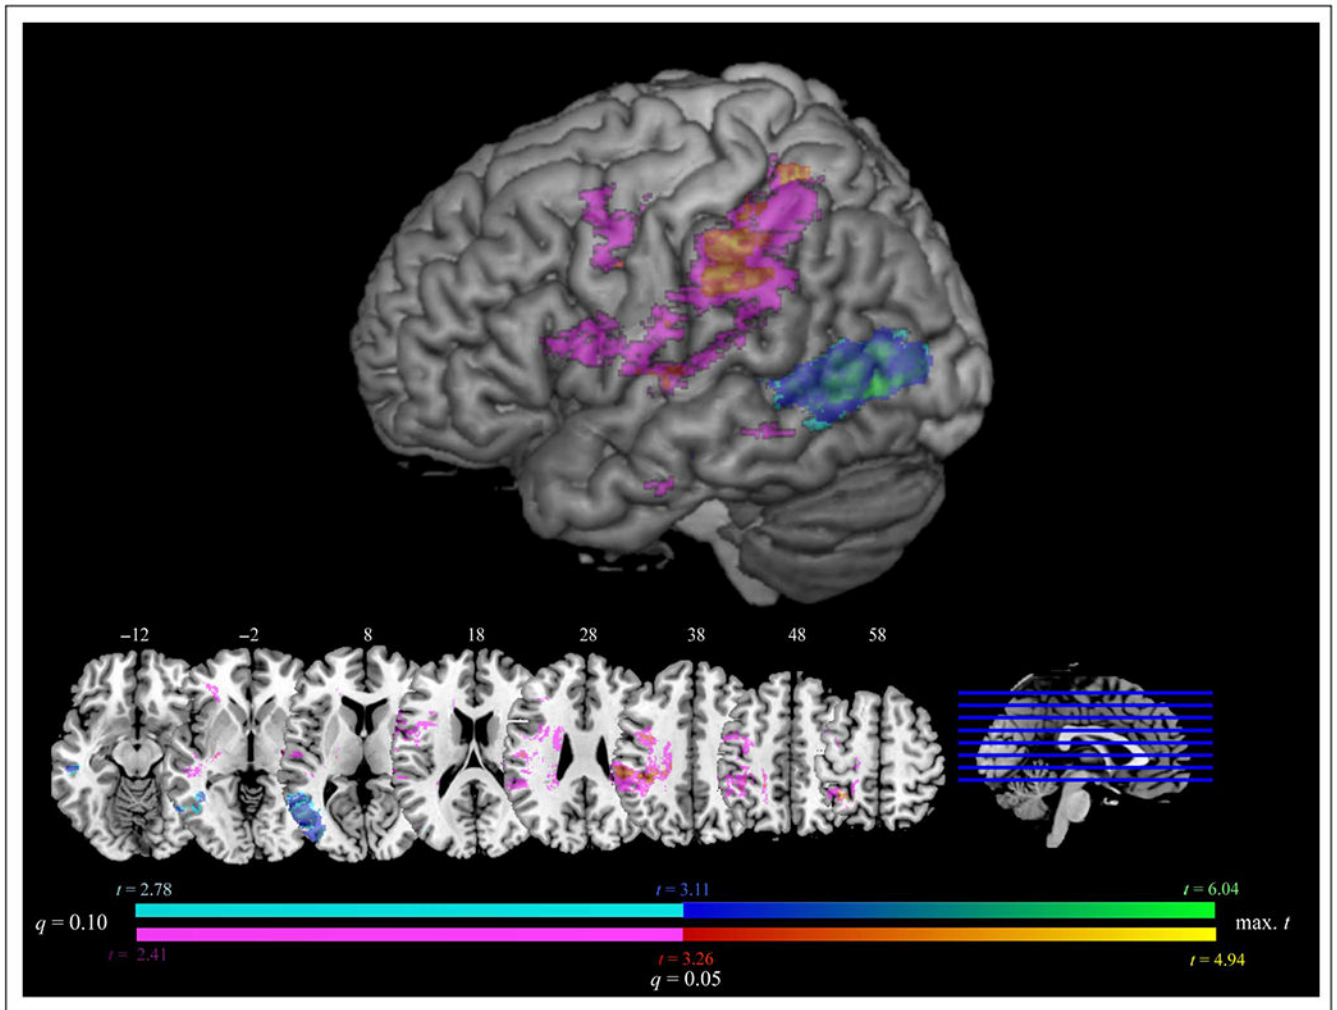 −12 −2 8 18 28 38 48 58
t = 2.78 t = 3.11 t = 6.04
q = 0.10 max. t
t = 2.41 t = 3.26 t = 4.94
q = 0.05